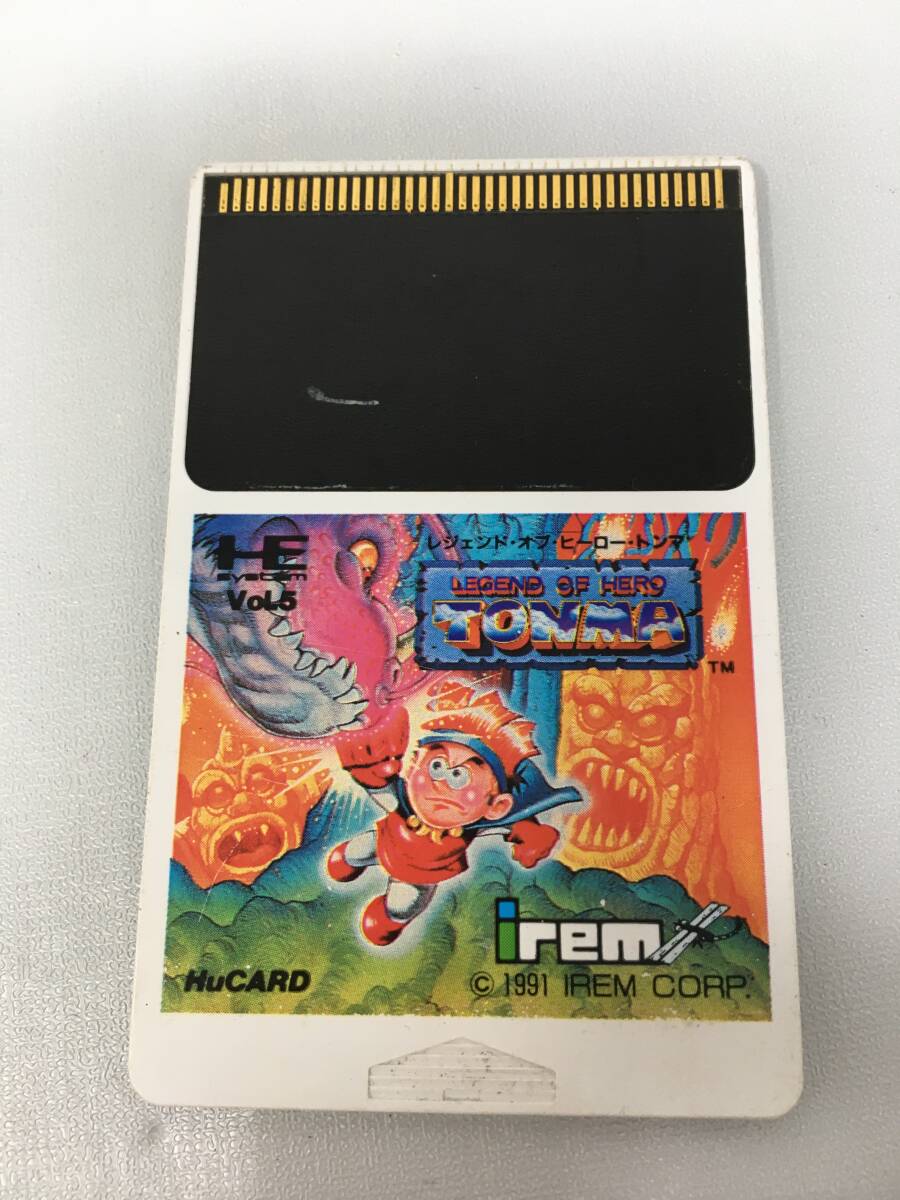 HE
SYSTEM
Vol.5
レジェンド・オブ・ヒーロー・トンマ
LEGEND OF HERO
TONMA
TM
irem
HuCARD
© 1991 IREM CORP.